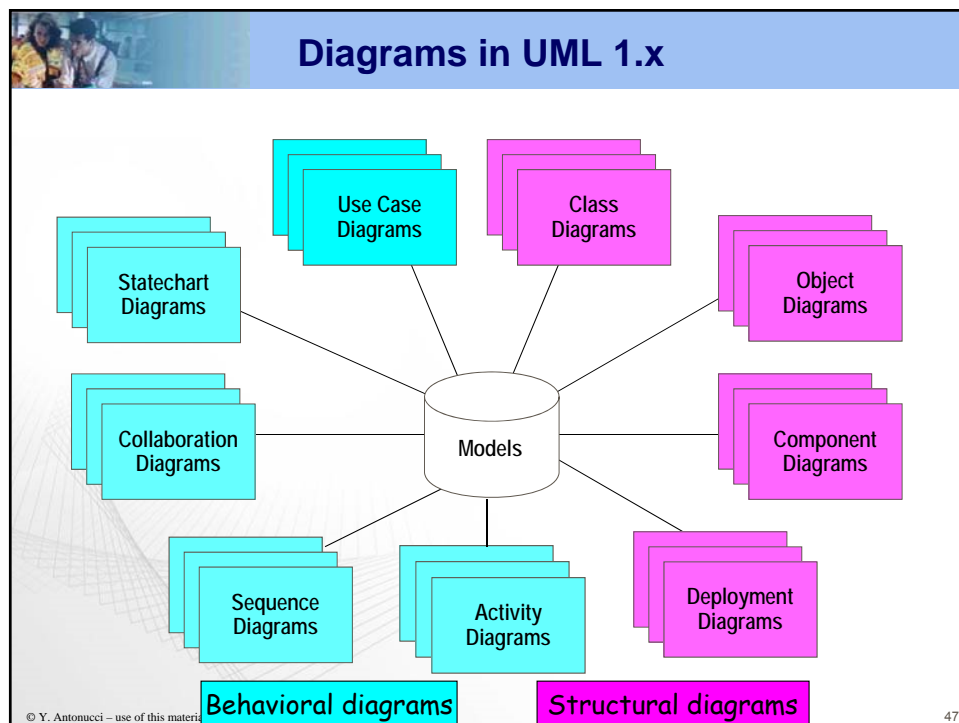 Diagrams in UML 1.x
Use Case
Diagrams
Class
Diagrams
Statechart
Diagrams
Object
Diagrams
Collaboration
Diagrams
Models
Component
Diagrams
Sequence
Diagrams
Activity
Diagrams
Deployment
Diagrams
Behavioral diagrams
Structural diagrams
© Y. Antonucci – use of this
47